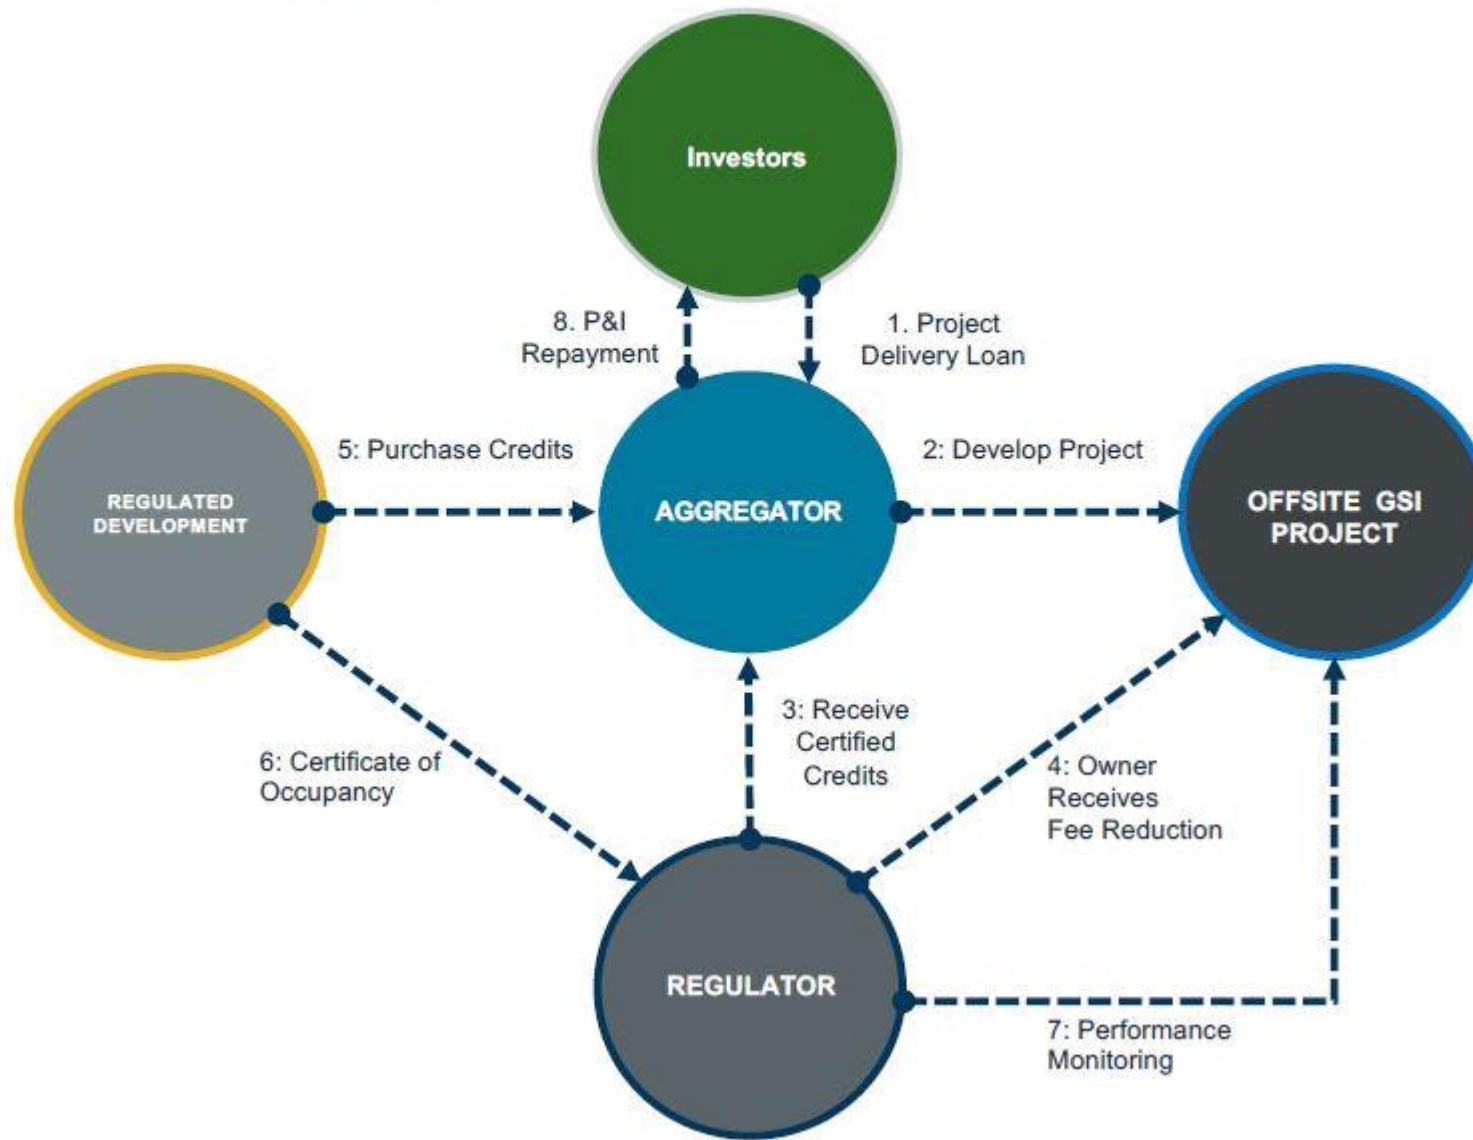 Investors
8. P&I
Repayment
1. Project
Delivery Loan
5: Purchase Credits
2: Develop Project
REGULATED
DEVELOPMENT
AGGREGATOR
OFFSITE GSI
PROJECT
3: Receive
Certified
Credits
6: Certificate of
Occupancy
4: Owner
Receives
Fee Reduction
REGULATOR
7: Performance
Monitoring